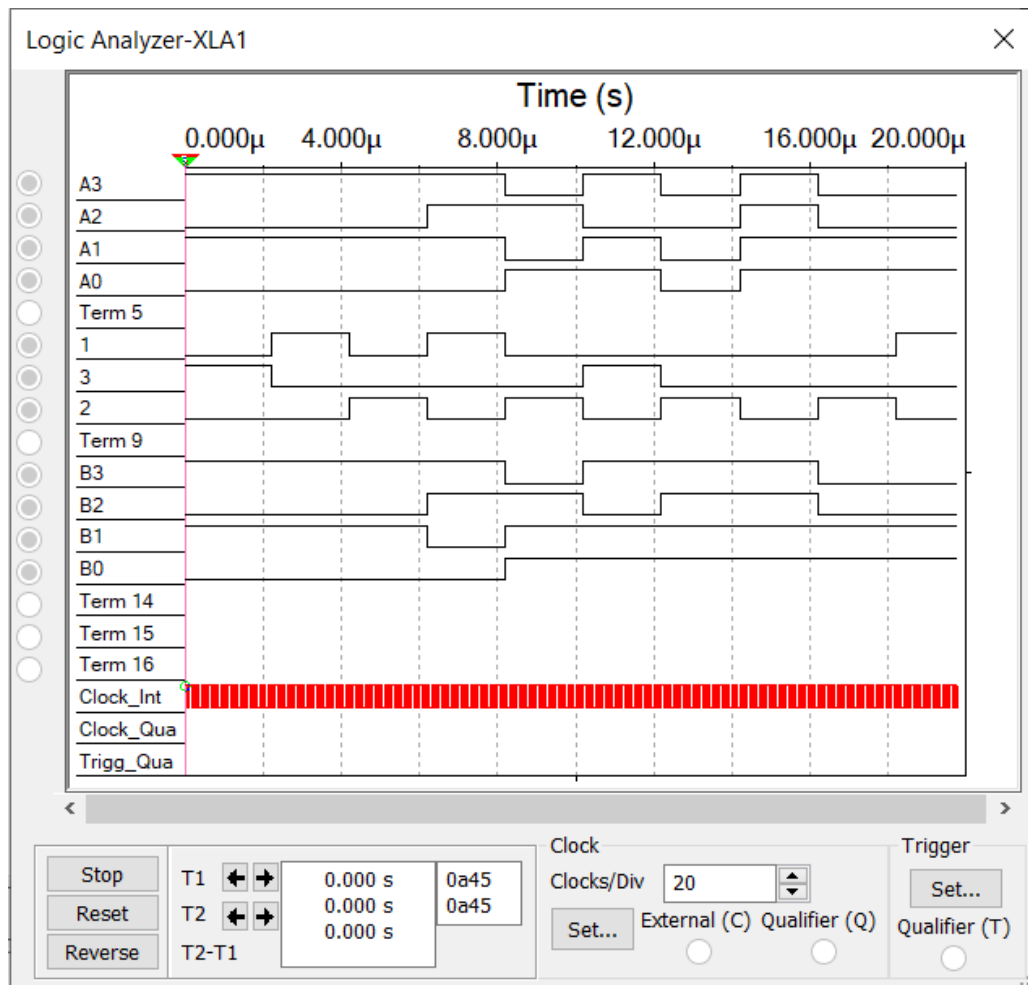 Logic Analyzer-XLA1
Time (s)
0.000µ 4.000µ 8.000µ 12.000µ 16.000µ 20.000µ
A3
A2
A1
A0
Term 5
1
3
2
Term 9
B3
B2
B1
B0
Term 14
Term 15
Term 16
Clock_Int
Clock_Qua
Trigg_Qua
Stop
Reset
Reverse
T1
T2
T2-T1
0.000 s
0.000 s
0.000 s
0a45
0a45
Clock
Clocks/Div 20
Set...
External (C) Qualifier (Q)
Trigger
Set...
Qualifier (T)